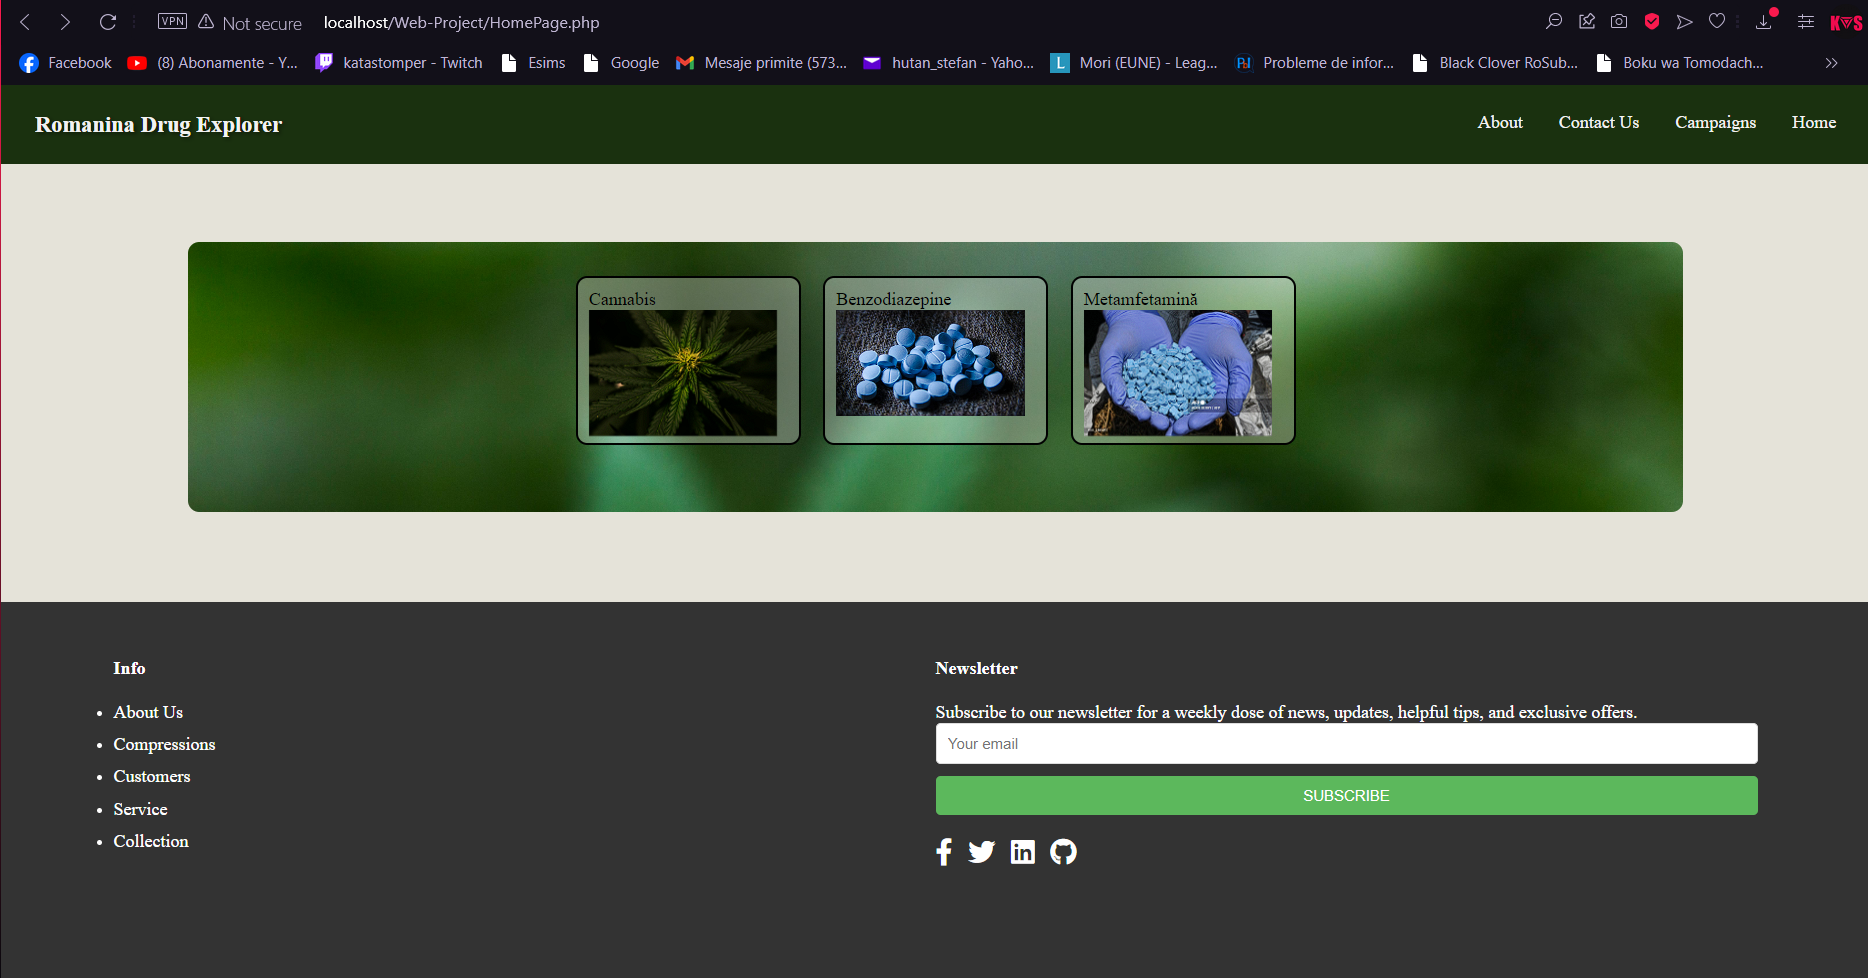 VPN Not secure localhost/Web-Project/HomePage.php KVS
Facebook (8) Abonamente - Y... katastomper - Twitch Esims Google Mesaje primite (573... hutan_stefan - Yaho... L Mori (EUNE) - Leag... Probleme de infor... Black Clover RoSub... Boku wa Tomodach...
Romanina Drug Explorer About Contact Us Campaigns Home
Cannabis Benzodiazepine Metamfetamină
Info Newsletter
About Us Subscribe to our newsletter for a weekly dose of news, updates, helpful tips, and exclusive offers.
Compressions Your email
Customers SUBSCRIBE
Service
Collection